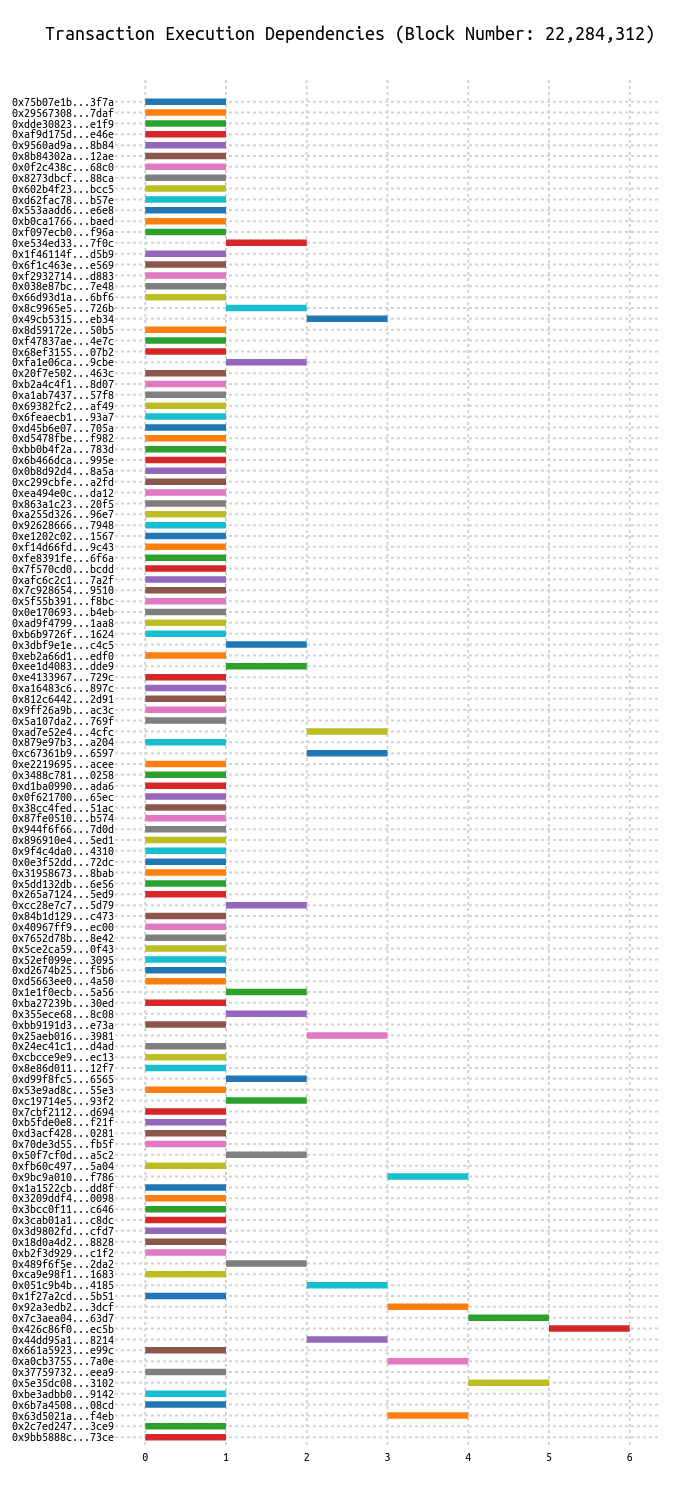 Transaction Execution Dependencies (Block Number: 22,284,312)
0x75b07e1b...3f7a
0x29567308...7daf
0xdde30823...e1f9
0xaf9d175d...e46e
0x9560ad9a...8b84
0x8b84302a...12ae
0x0f2c438c...68c0
0x8273dbcf...88ca
0x602b4f23...bcc5
0xd62fac78...b57e
0x553aadd6...e6e8
0xb0ca1766...baed
0xf097ecb0...f96a
0xe534ed33...7f0c
0x1f46114f...d5b9
0x6f1c463e...e569
0xf2932714...d883
0x038e87bc...7e48
0x66d93d1a...6bf6
0x8c9965e5...726b
0x49cb5315...eb34
0x8d59172e...50b5
0xf47837ae...4e7c
0x68ef3155...07b2
0xfa1e06ca...9cbe
0x20f7e502...463c
0xb2a4c4f1...8d07
0xa1ab7437...57f8
0x69382fc2...af49
0x6feaecb1...93a7
0xd45b6e07...705a
0xd5478fbe...f982
0xbb0b4f2a...783d
0x6b466dca...995e
0x0b8d92d4...8a5a
0xc299cbfe...a2fd
0xea494e0c...da12
0x863a1c23...20f5
0xa255d326...96e7
0x92628666...7948
0xe1202c02...1567
0xf14d66fd...9c43
0xfe8391fe...6f6a
0x7f570cd0...bcdd
0xafc6c2c1...7a2f
0x7c928654...9510
0x5f55b391...f8bc
0x0e170693...b4eb
0xad9f4799...1aa8
0xb6b9726f...1624
0x3dbf9e1e...c4c5
0xeb2a66d1...edf0
0xee1d4083...dde9
0xe4133967...729c
0xa16483c6...897c
0x812c6442...2d91
0x9ff26a9b...ac3c
0x5a107da2...769f
0xad7e52e4...4cfc
0x879e97b3...a204
0xc67361b9...6597
0xe2219695...acee
0x3488c781...0258
0xd1ba0990...ada6
0x0f621700...65ec
0x38cc4fed...51ac
0x87fe0510...b574
0x944f6f66...7d0d
0x896910e4...5ed1
0x9f4c4da0...4310
0x0e3f52dd...72dc
0x31958673...8bab
0x5dd132db...6e56
0x265a7124...5ed9
0xcc28e7c7...5d79
0x84b1d129...c473
0x40967ff9...ec00
0x7652d78b...8e42
0x5ce2ca59...0f43
0x52ef099e...3095
0xd2674b25...f5b6
0xd5663ee0...4a50
0x1e1f0ecb...5a56
0xba27239b...30ed
0x355ece68...8c08
0xbb9191d3...e73a
0x25aeb016...3981
0x24ec41c1...d4ad
0xcbcce9e9...ec13
0x8e86d011...12f7
0xd99f8fc5...6565
0x53e9ad8c...55e3
0xc19714e5...93f2
0x7cbf2112...d694
0xb5fde0e8...f21f
0xd3acf428...0281
0x70de3d55...fb5f
0x50f7cf0d...a5c2
0xfb60c497...5a04
0x9bc9a010...f786
0x1a1522cb...dd8f
0x3209ddf4...0098
0x3bcc0f11...c646
0x3cab01a1...c8dc
0x3d9802fd...cfd7
0x18d0a4d2...8828
0xb2f3d929...c1f2
0x489f6f5e...2da2
0xca9e98f1...1683
0x051c9b4b...4185
0x1f27a2cd...5b51
0x92a3edb2...3dcf
0x7c3aea04...63d7
0x426c86f0...ec5b
0x44dd95a1...8214
0x661a5923...e99c
0xa0cb3755...7a0e
0x37759732...eea9
0x5e35dc08...3102
0xbe3adbb0...9142
0x6b7a4508...08cd
0x63d5021a...f4eb
0x2c7ed247...3ce9
0x9bb5888c...73ce
0 1 2 3 4 5 6